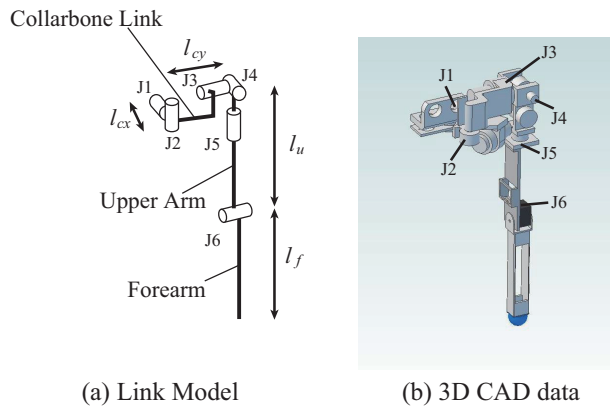 Collarbone Link
l_cy
J3
J4
J1
l_cx
J2
J5
l_u
Upper Arm
J6
l_f
Forearm
(a) Link Model
J3
J1
J4
J5
J2
J6
(b) 3D CAD data